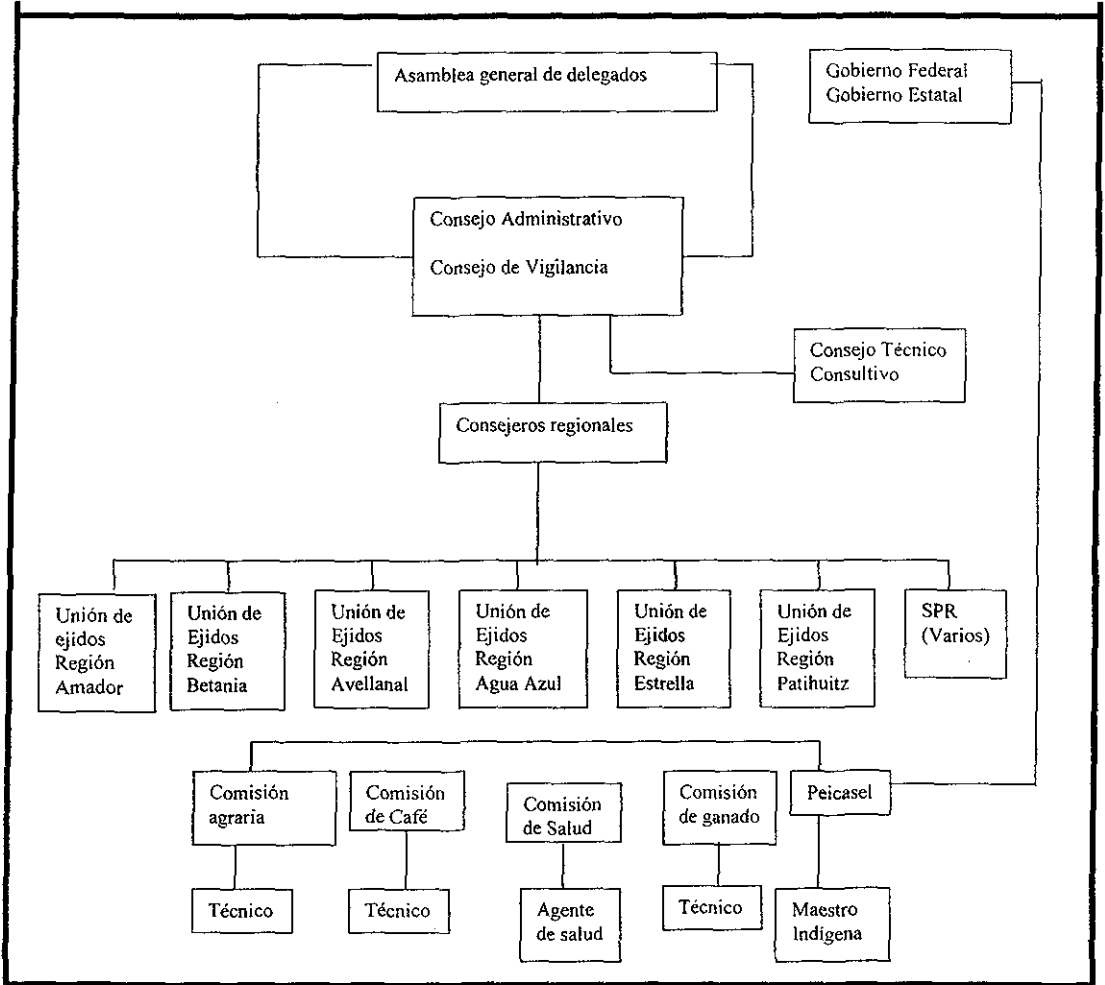 Asamblea general de delegados
Gobierno Federal
Gobierno Estatal
Consejo Administrativo
Consejo de Vigilancia
Consejo Técnico
Consultivo
Consejeros regionales
Unión de
ejidos
Región
Amador
Unión de
Ejidos
Región
Betania
Unión de
Ejidos
Región
Avellanal
Unión de
Ejidos
Región
Agua Azul
Unión de
Ejidos
Región
Estrella
Unión de
Ejidos
Región
Patihuitz
SPR
(Varios)
Comisión
agraria
Comisión
de Café
Comisión
de Salud
Comisión
de ganado
Peicasel
Técnico
Técnico
Agente
de salud
Técnico
Maestro
Indígena